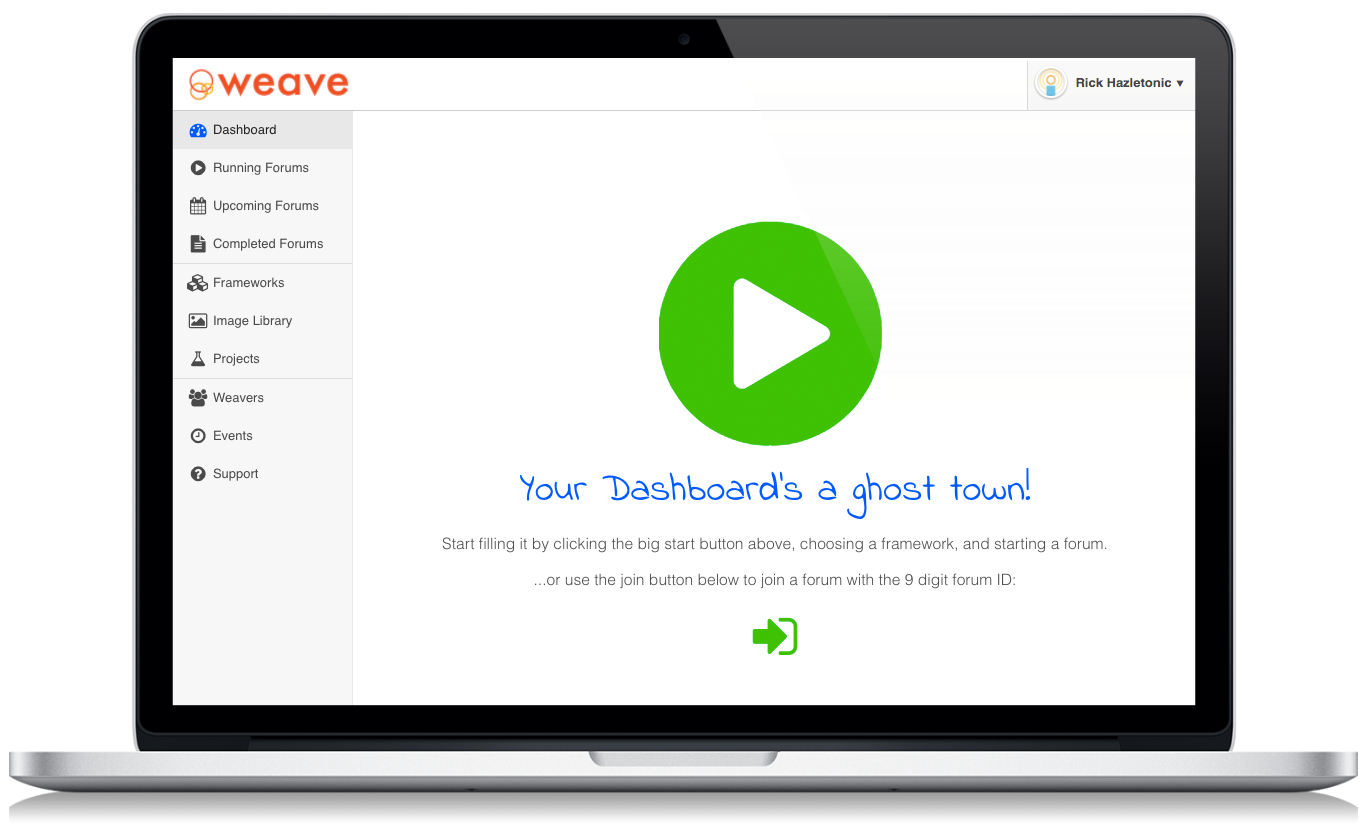 weave
Rick Hazletonic ▾
Dashboard
Running Forums
Upcoming Forums
Completed Forums
Frameworks
Image Library
Projects
Weavers
Events
Support
Your Dashboard's a ghost town!
Start filling it by clicking the big start button above, choosing a framework, and starting a forum.
...or use the join button below to join a forum with the 9 digit forum ID: